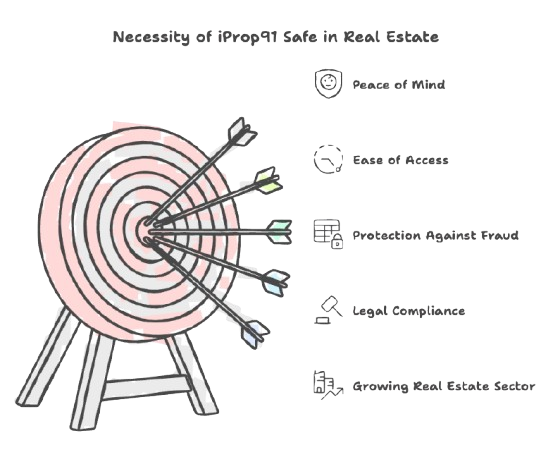 Necessity of iProp91 Safe in Real Estate
Peace of Mind
Ease of Access
Protection Against Fraud
Legal Compliance
Growing Real Estate Sector